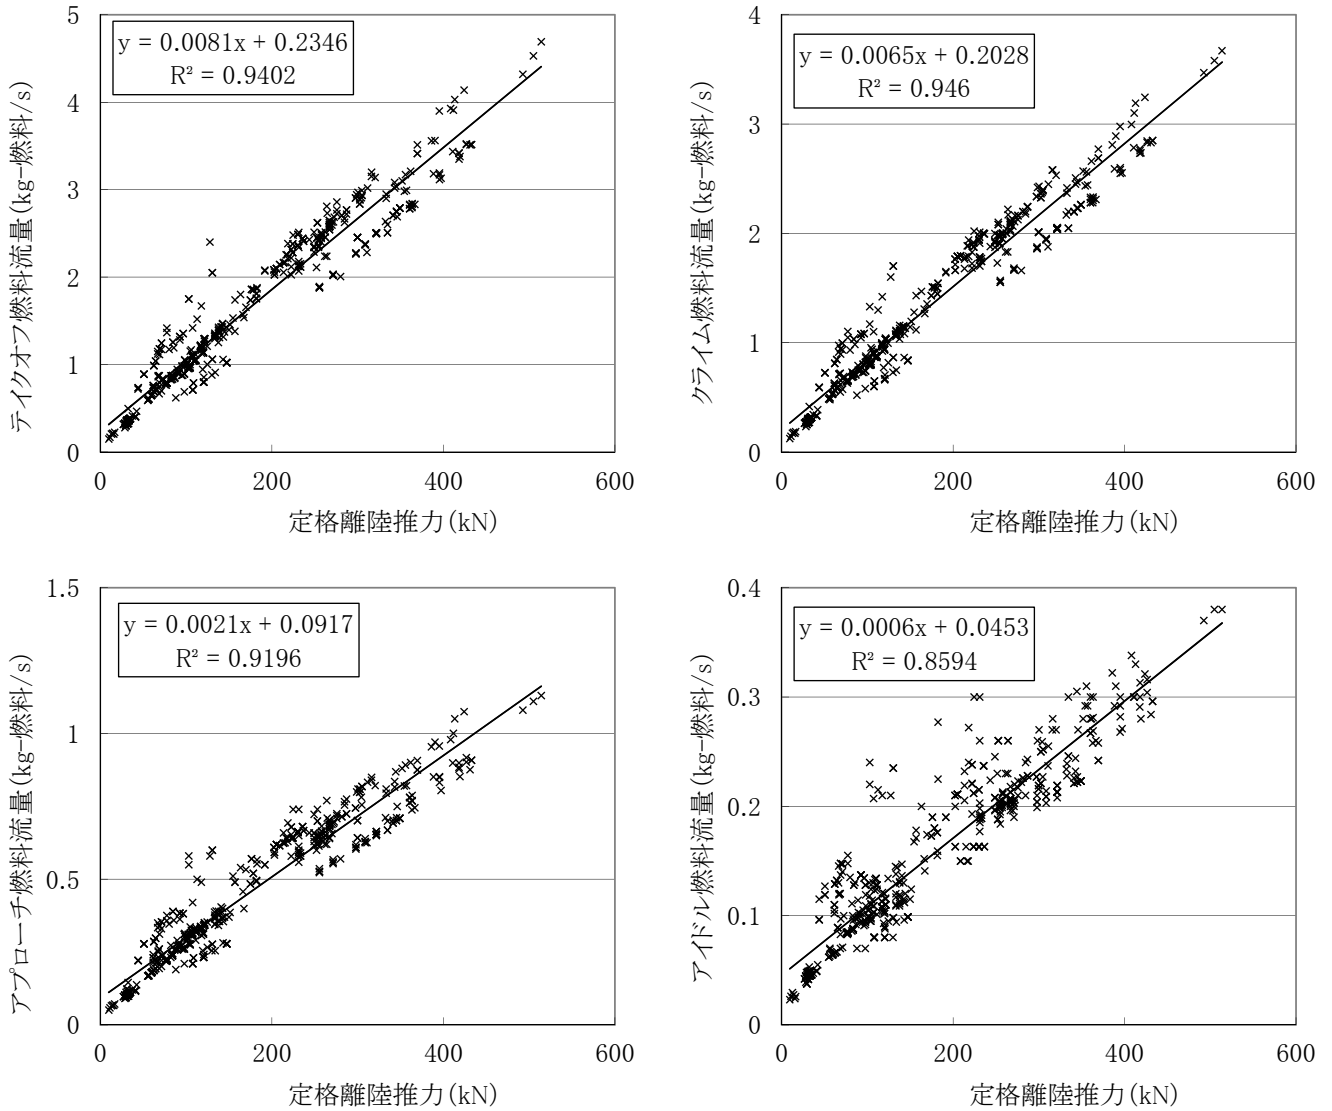 y = 0.0081x + 0.2346
R² = 0.9402
テイクオフ燃料流量(kg-燃料/s)
5
4
3
2
1
0
0 200 400 600
定格離陸推力(kN)
y = 0.0065x + 0.2028
R² = 0.946
クライム燃料流量(kg-燃料/s)
4
3
2
1
0
0 200 400 600
定格離陸推力(kN)
y = 0.0021x + 0.0917
R² = 0.9196
アプローチ燃料流量(kg-燃料/s)
1.5
1
0.5
0
0 200 400 600
定格離陸推力(kN)
y = 0.0006x + 0.0453
R² = 0.8594
アイドル燃料流量(kg-燃料/s)
0.4
0.3
0.2
0.1
0
0 200 400 600
定格離陸推力(kN)